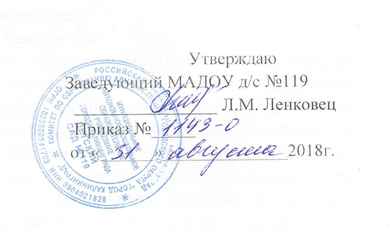 Утверждаю
Заведующий МАДОУ д/с №119
Л.М. Ленковец
Приказ № 1143-О
от « 31 » августа 2018г.